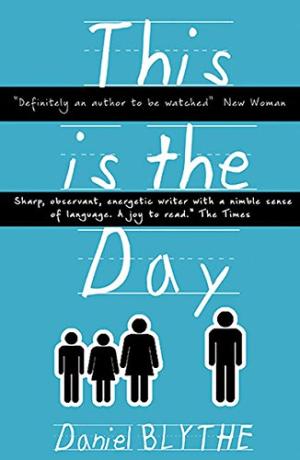 This
"Definitely an author to be watched" New Woman
is the
Sharp, observant, energetic writer with a nimble sense
of language. A joy to read." The Times
Day
Daniel BLYTHE